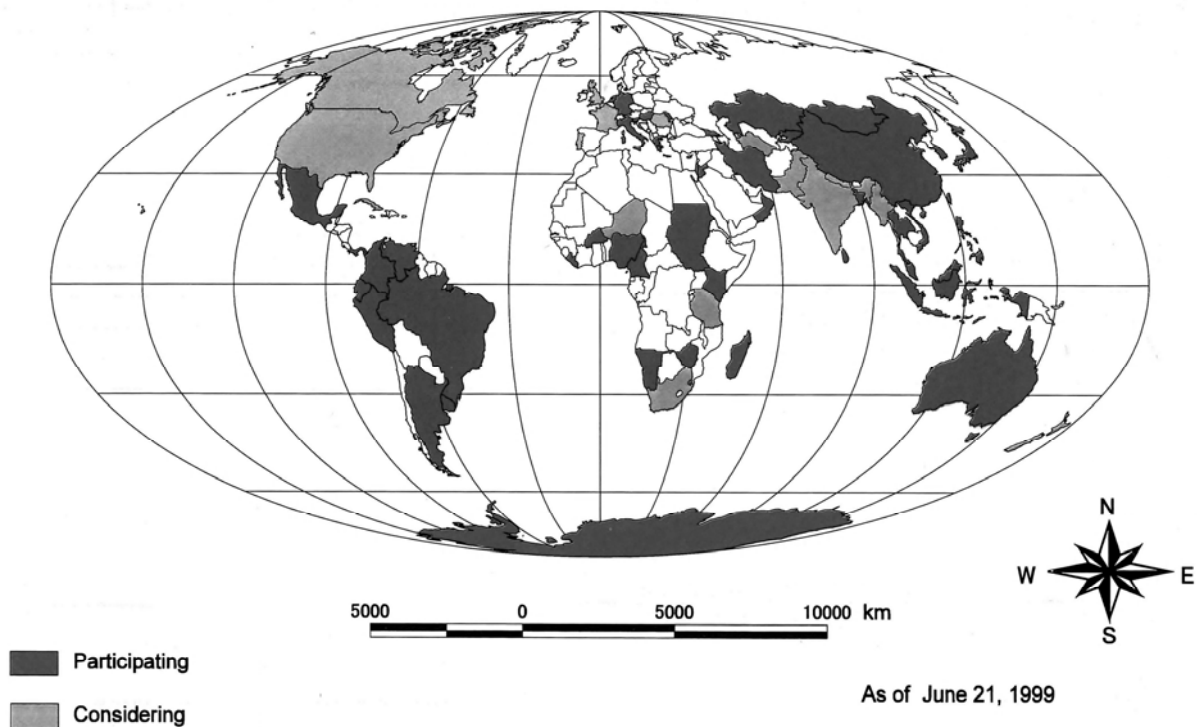 N
W E
S
5000 0 5000 10000 km
Participating
As of June 21, 1999
Considering